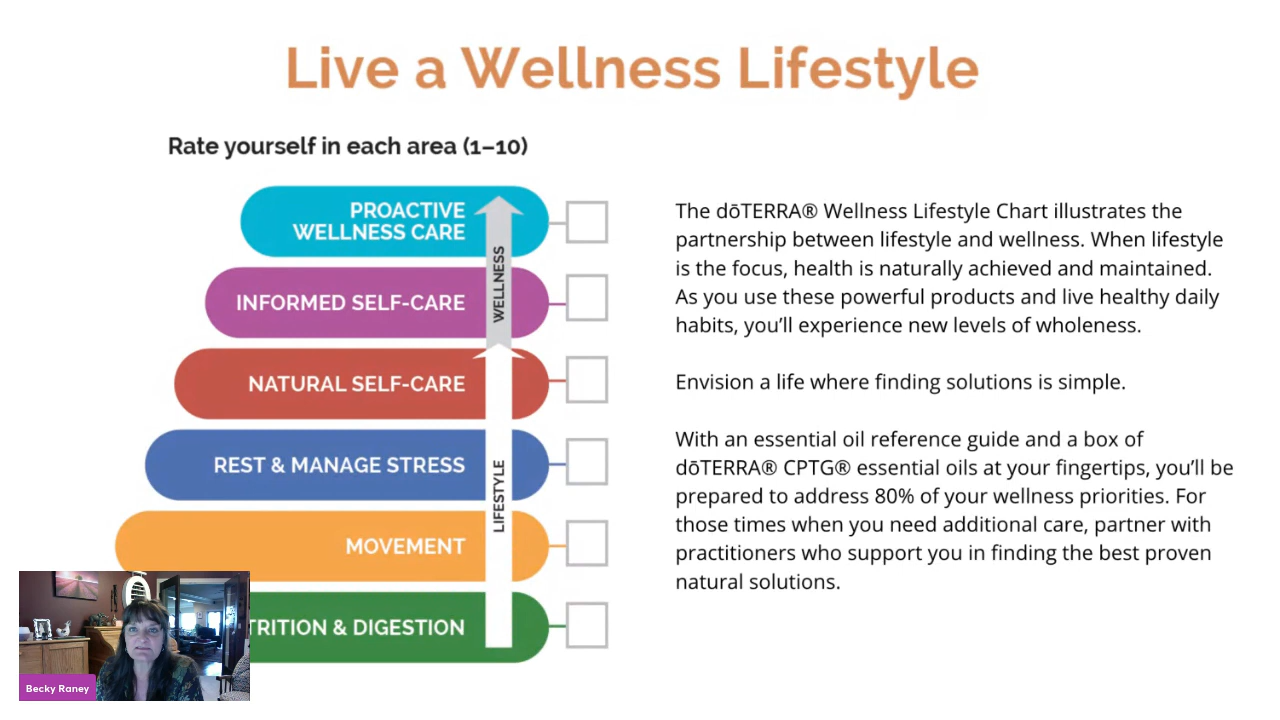 Live a Wellness Lifestyle
Rate yourself in each area (1–10)
PROACTIVE
WELLNESS CARE
INFORMED SELF-CARE
NATURAL SELF-CARE
REST & MANAGE STRESS
MOVEMENT
TRITION & DIGESTION
WELLNESS
LIFESTYLE
The dōTERRA® Wellness Lifestyle Chart illustrates the
partnership between lifestyle and wellness. When lifestyle
is the focus, health is naturally achieved and maintained.
As you use these powerful products and live healthy daily
habits, you’ll experience new levels of wholeness.
Envision a life where finding solutions is simple.
With an essential oil reference guide and a box of
dōTERRA® CPTG® essential oils at your fingertips, you’ll be
prepared to address 80% of your wellness priorities. For
those times when you need additional care, partner with
practitioners who support you in finding the best proven
natural solutions.
Becky Raney